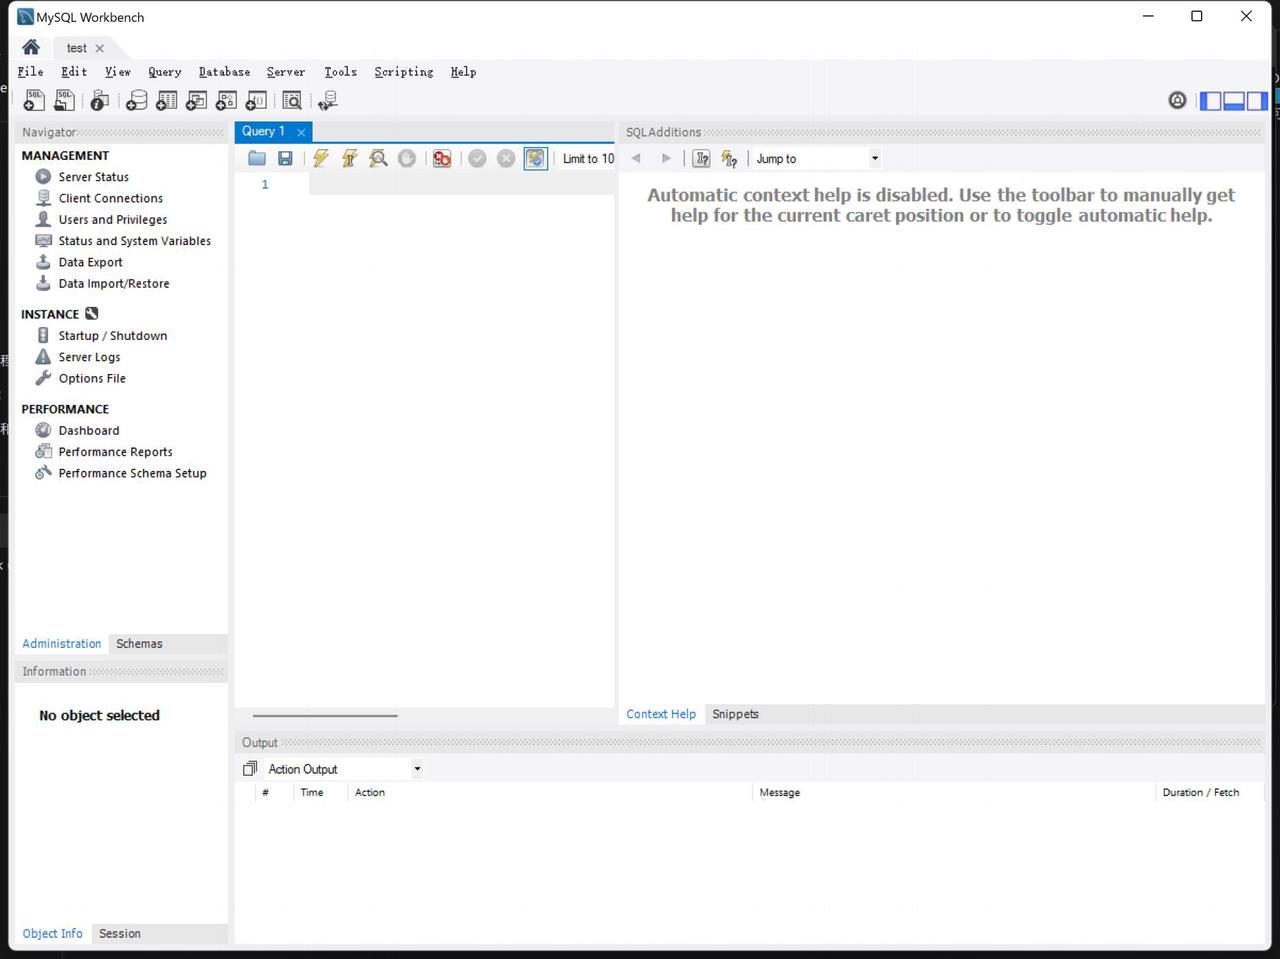 MySQL Workbench
test
File Edit View Query Database Server Tools Scripting Help
Navigator
MANAGEMENT
Server Status
Client Connections
Users and Privileges
Status and System Variables
Data Export
Data Import/Restore
INSTANCE
Startup / Shutdown
Server Logs
Options File
PERFORMANCE
Dashboard
Performance Reports
Performance Schema Setup
Administration Schemas
Information
No object selected
Object Info Session
Query 1
Limit to 10
1
SQLAdditions
Jump to
Automatic context help is disabled. Use the toolbar to manually get
help for the current caret position or to toggle automatic help.
Context Help Snippets
Output
Action Output
# Time Action Message Duration / Fetch